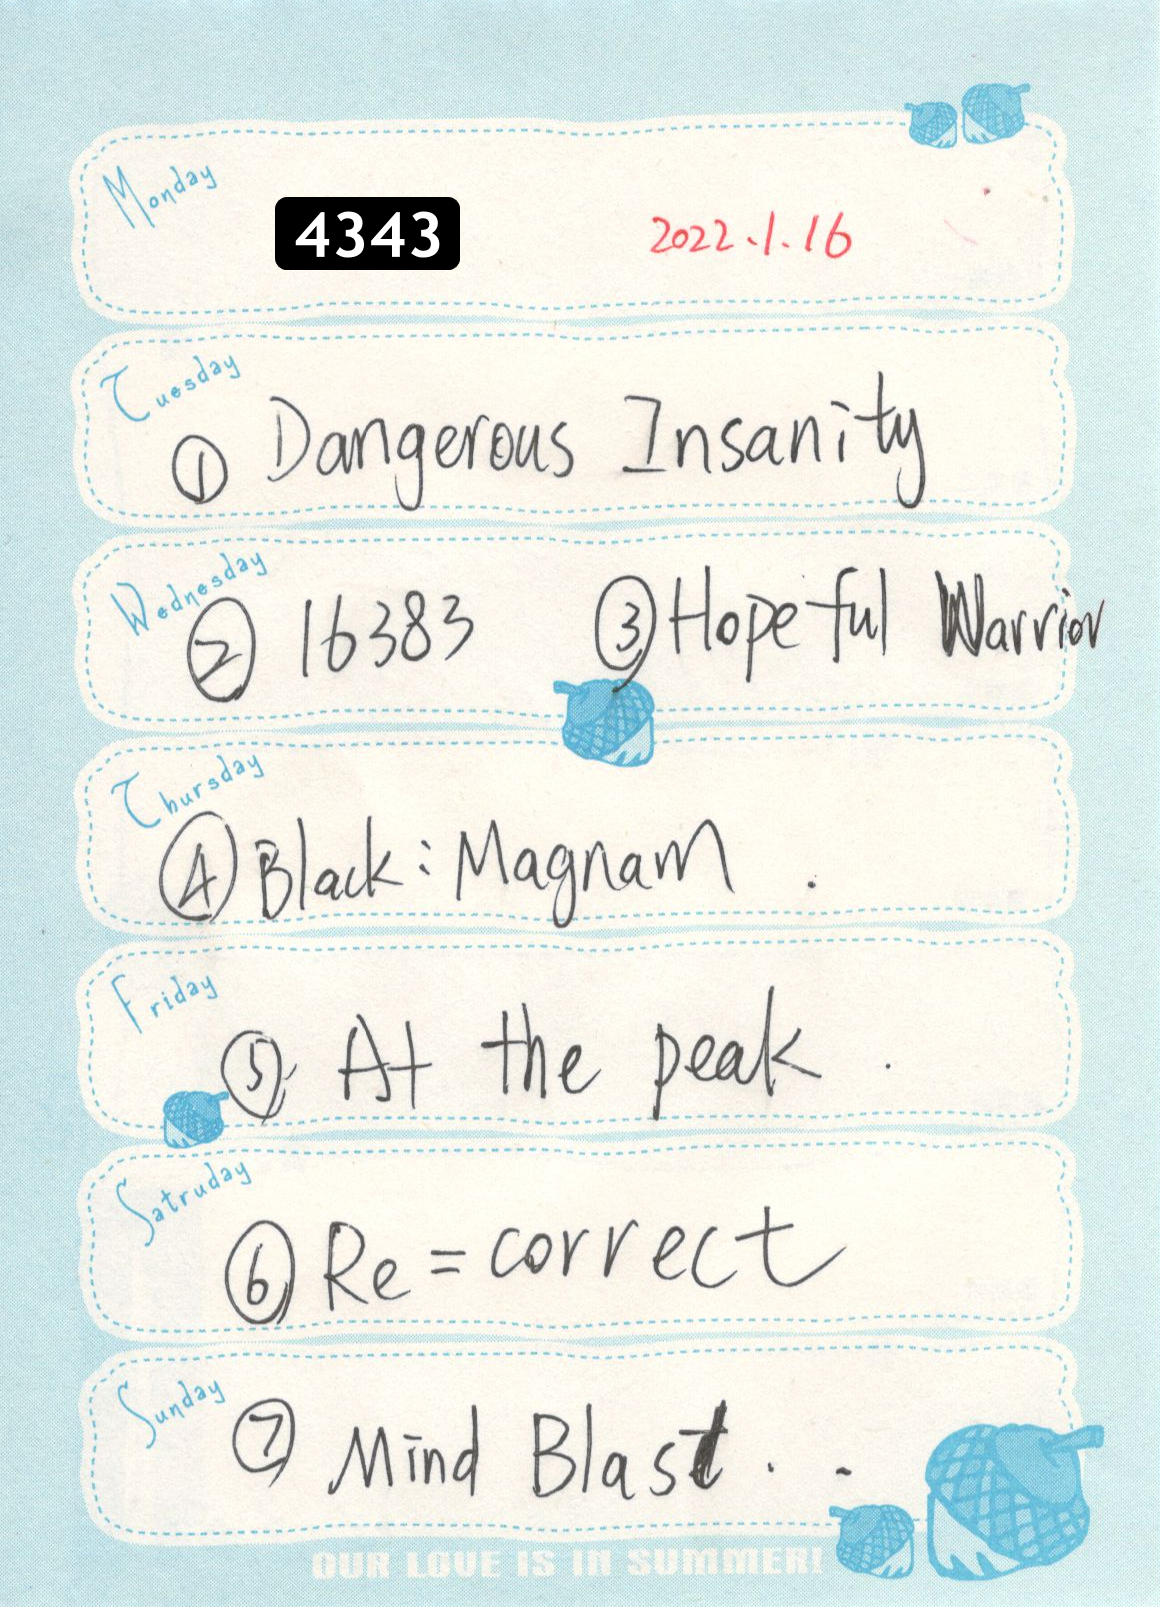 Monday
4343 2022.1.16
Tuesday
① Dangerous Insanity
Wednesday
② 16383 ③ Hopeful Warrior
Thursday
④ Black : Magnam .
Friday
⑤ At the peak .
Satruday
⑥ Re = correct
Sunday
⑦ Mind Blast . .
OUR LOVE IS IN SUMMER!